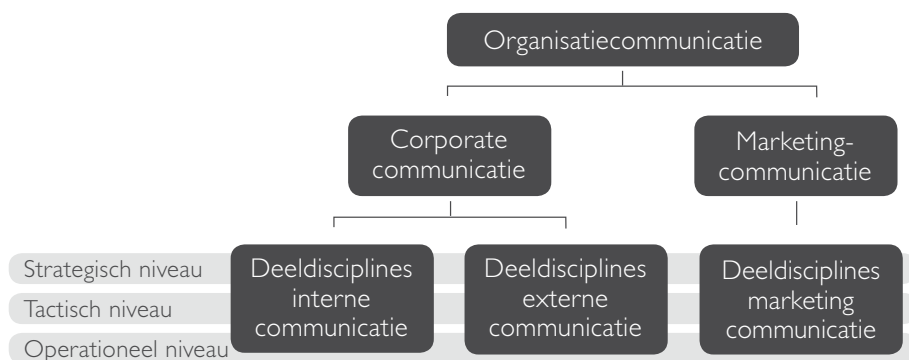 Organisatiecommunicatie
Corporate
communicatie
Marketing-
communicatie
Strategisch niveau
Tactisch niveau
Operationeel niveau
Deeldisciplines
interne
communicatie
Deeldisciplines
externe
communicatie
Deeldisciplines
marketing
communicatie